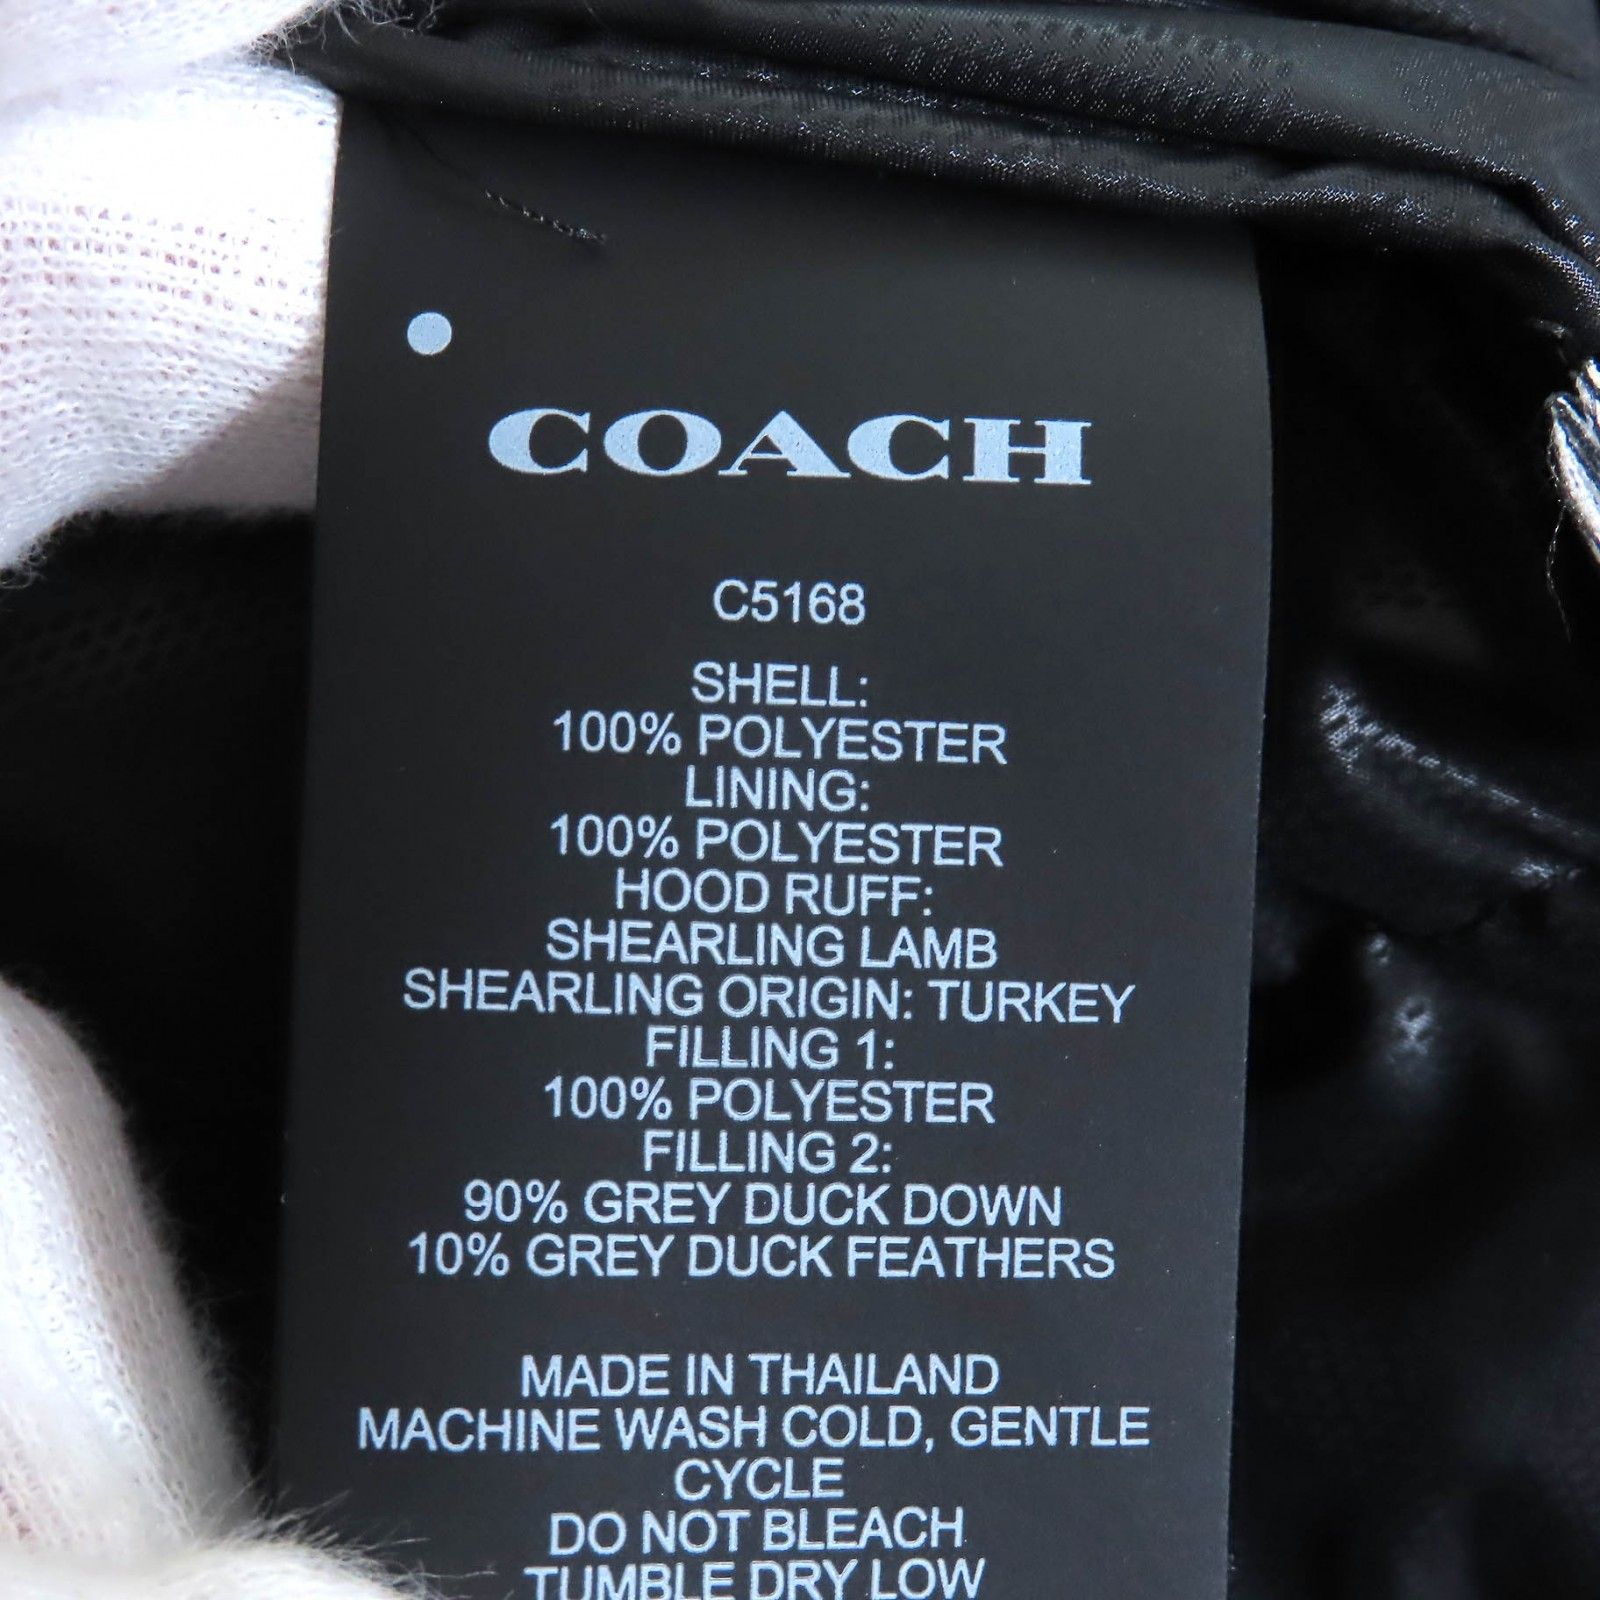 COACH
C5168
SHELL:
100% POLYESTER
LINING:
100% POLYESTER
HOOD RUFF:
SHEARLING LAMB
SHEARLING ORIGIN: TURKEY
FILLING 1:
100% POLYESTER
FILLING 2:
90% GREY DUCK DOWN
10% GREY DUCK FEATHERS
MADE IN THAILAND
MACHINE WASH COLD, GENTLE
CYCLE
DO NOT BLEACH
TUMBLE DRY LOW